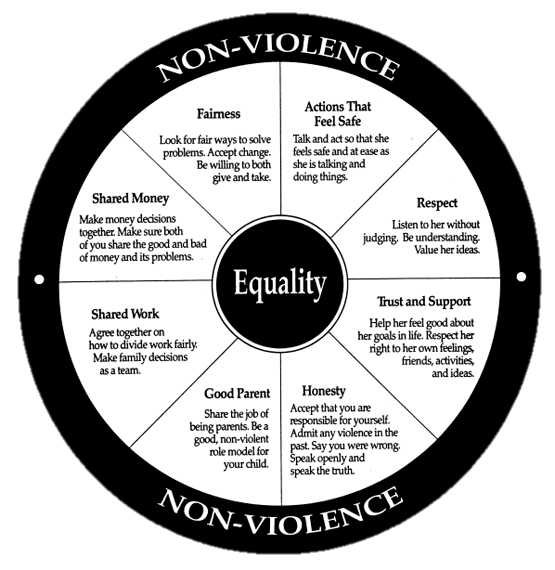 NON-VIOLENCE
Fairness
Look for fair ways to solve
problems. Accept change.
Be willing to both
give and take.
Actions That
Feel Safe
Talk and act so that she
feels safe and at ease as
she is talking and
doing things.
Shared Money
Make money decisions
together. Make sure both
of you share the good and bad
of money and its problems.
Respect
Listen to her without
judging. Be understanding.
Value her ideas.
Equality
Shared Work
Agree together on
how to divide work fairly.
Make family decisions
as a team.
Trust and Support
Help her feel good about
her goals in life. Respect her
right to her own feelings,
friends, activities,
and ideas.
Good Parent
Share the job of
being parents. Be a
good, non-violent
role model for
your child.
Honesty
Accept that you are
responsible for yourself.
Admit any violence in the
past. Say you were wrong.
Speak openly and
speak the truth.
NON-VIOLENCE